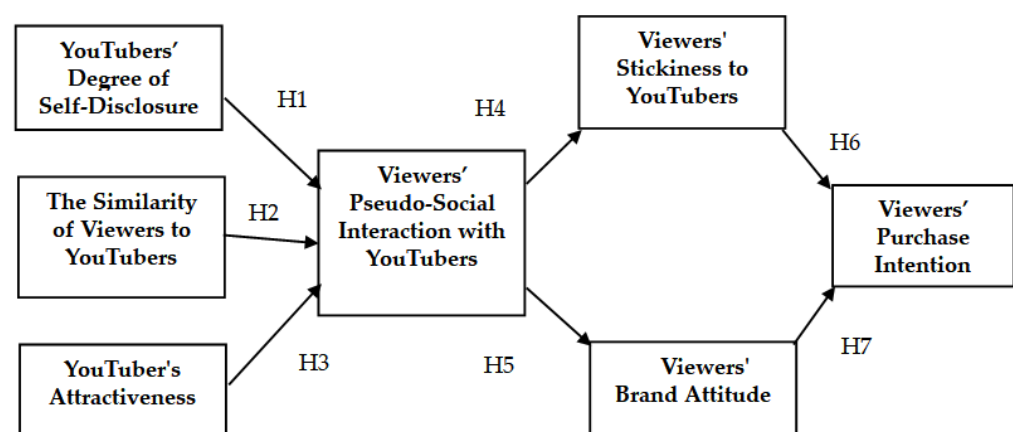 YouTubers’
Degree of
Self-Disclosure
H1
The Similarity
of Viewers to
YouTubers
H2
YouTuber's
Attractiveness
H3
Viewers’
Pseudo-Social
Interaction with
YouTubers
H4
H5
Viewers'
Stickiness to
YouTubers
Viewers'
Brand Attitude
H6
H7
Viewers’
Purchase
Intention